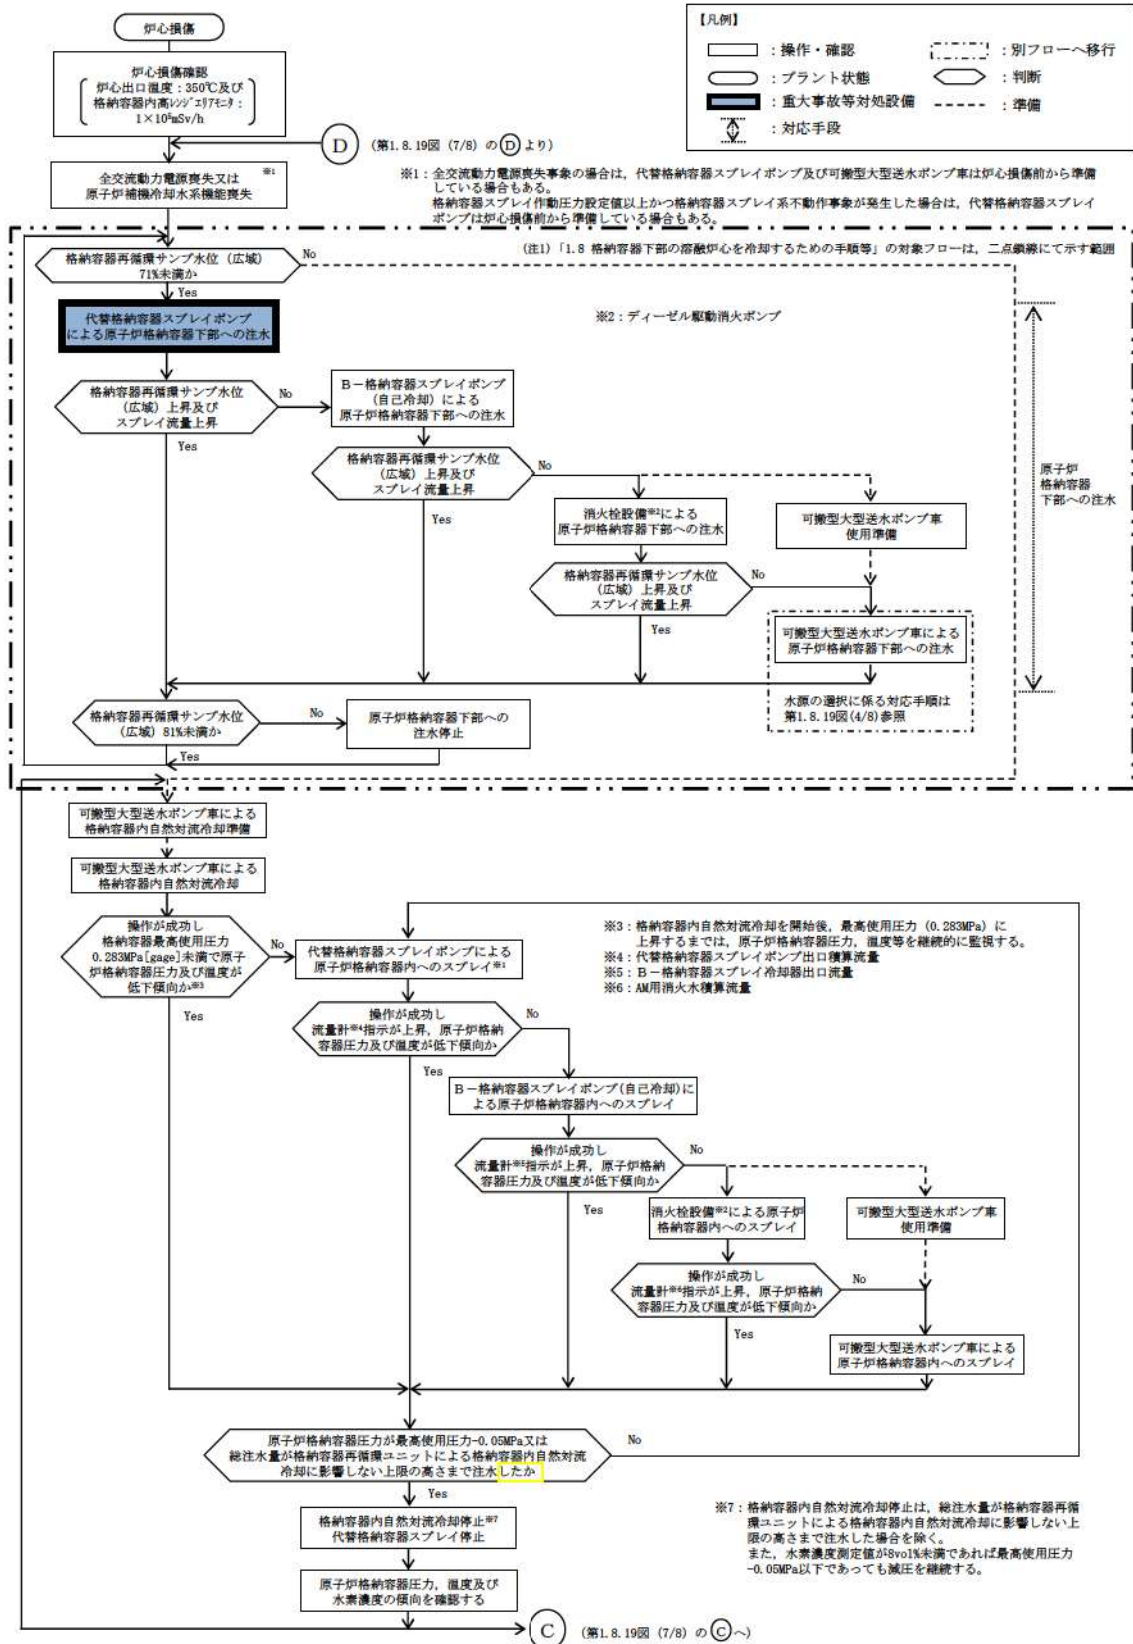 炉心損傷
【凡例】
：操作・確認
：別フローへ移行
：プラント状態
：判断
：重大事故等対処設備
：準備
：対応手段
炉心損傷確認
炉心出口温度：350℃及び
格納容器内高レンジエリアモニタ：
1×10⁵mSv/h
D
(第1.8.19図 (7/8) の D より)
全交流動力電源喪失又は ※1
原子炉補機冷却水系機能喪失
※1：全交流動力電源喪失事象の場合は，代替格納容器スプレイポンプ及び可搬型大型送水ポンプ車は炉心損傷前から準備
している場合もある。
格納容器スプレイ作動圧力設定値以上かつ格納容器スプレイ系不動作事象が発生した場合は，代替格納容器スプレイ
ポンプは炉心損傷前から準備している場合もある。
(注1)「1.8 格納容器下部の溶融炉心を冷却するための手順等」の対象フローは，二点鎖線にて示す範囲
格納容器再循環サンプ水位（広域）
71%未満か
No
Yes
代替格納容器スプレイポンプ
による原子炉格納容器下部への注水
※2：ディーゼル駆動消火ポンプ
格納容器再循環サンプ水位
（広域）上昇及び
スプレイ流量上昇
No
Yes
B－格納容器スプレイポンプ
（自己冷却）による
原子炉格納容器下部への注水
格納容器再循環サンプ水位
（広域）上昇及び
スプレイ流量上昇
No
Yes
原子炉
格納容器
下部への注水
消火栓設備※2による
原子炉格納容器下部への注水
可搬型大型送水ポンプ車
使用準備
格納容器再循環サンプ水位
（広域）上昇及び
スプレイ流量上昇
No
Yes
可搬型大型送水ポンプ車による
原子炉格納容器下部への注水
水源の選択に係る対応手順は
第1.8.19図(4/8)参照
格納容器再循環サンプ水位
（広域）81%未満か
No
Yes
原子炉格納容器下部への
注水停止
可搬型大型送水ポンプ車による
格納容器内自然対流冷却準備
可搬型大型送水ポンプ車による
格納容器内自然対流冷却
操作が成功し
格納容器最高使用圧力
0.283MPa[gage]未満で原子
炉格納容器圧力及び温度が
低下傾向か※3
No
Yes
代替格納容器スプレイポンプによる
原子炉格納容器内へのスプレイ※1
※3：格納容器内自然対流冷却を開始後，最高使用圧力（0.283MPa）に
上昇するまでは，原子炉格納容器圧力，温度等を継続的に監視する。
※4：代替格納容器スプレイポンプ出口積算流量
※5：B－格納容器スプレイ冷却器出口流量
※6：AM用消火水積算流量
操作が成功し
流量計※4指示が上昇，原子炉格納
容器圧力及び温度が低下傾向か
No
Yes
B－格納容器スプレイポンプ(自己冷却)に
よる原子炉格納容器内へのスプレイ
操作が成功し
流量計※5指示が上昇，原子炉格納
容器圧力及び温度が低下傾向か
No
Yes
消火栓設備※2による原子炉
格納容器内へのスプレイ
可搬型大型送水ポンプ車
使用準備
操作が成功し
流量計※6指示が上昇，原子炉格納
容器圧力及び温度が低下傾向か
No
Yes
可搬型大型送水ポンプ車による
原子炉格納容器内へのスプレイ
原子炉格納容器圧力が最高使用圧力-0.05MPa又は
総注水量が格納容器再循環ユニットによる格納容器内自然対流
冷却に影響しない上限の高さまで注水したか
No
Yes
格納容器内自然対流冷却停止※7
代替格納容器スプレイ停止
※7：格納容器内自然対流冷却停止は，総注水量が格納容器再循
環ユニットによる格納容器内自然対流冷却に影響しない上
限の高さまで注水した場合を除く。
また，水素濃度測定値が8vol%未満であれば最高使用圧力
-0.05MPa以下であっても減圧を継続する。
原子炉格納容器圧力，温度及び
水素濃度の傾向を確認する
C
(第1.8.19図 (7/8) の C へ)